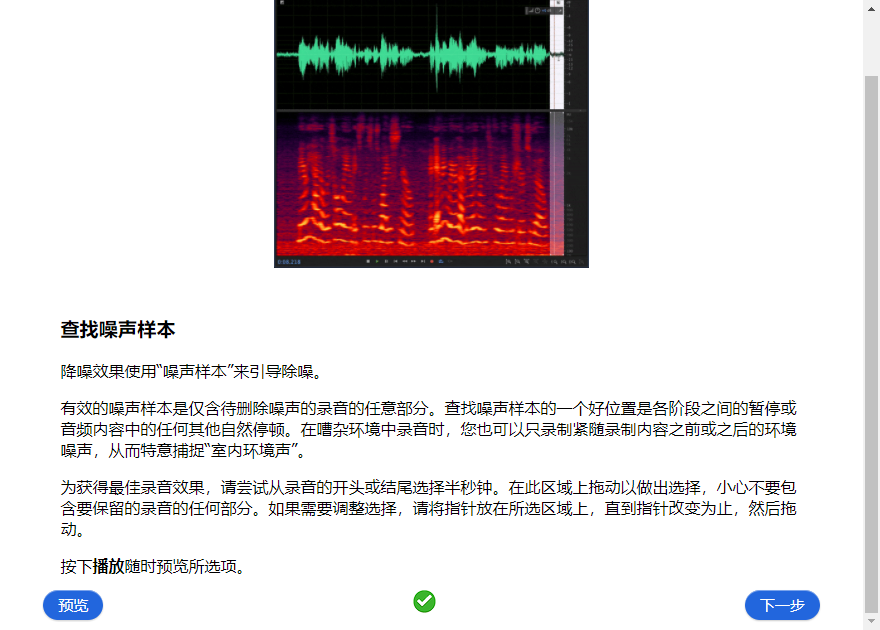 0:06.218
查找噪声样本
降噪效果使用“噪声样本”来引导除噪。
有效的噪声样本是仅含待删除噪声的录音的任意部分。查找噪声样本的一个好位置是各阶段之间的暂停或
音频内容中的任何其他自然停顿。在嘈杂环境中录音时，您也可以只录制紧随录制内容之前或之后的环境
噪声，从而特意捕捉“室内环境声”。
为获得最佳录音效果，请尝试从录音的开头或结尾选择半秒钟。在此区域上拖动以做出选择，小心不要包
含要保留的录音的任何部分。如果需要调整选择，请将指针放在所选区域上，直到指针改变为止，然后拖
动。
按下播放随时预览所选项。
预览
下一步